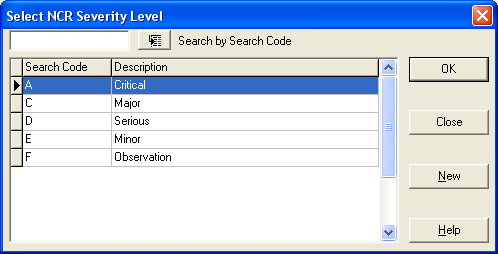 Select NCR Severity Level
Search by Search Code
Search Code Description
A Critical
C Major
D Serious
E Minor
F Observation
OK
Close
New
Help